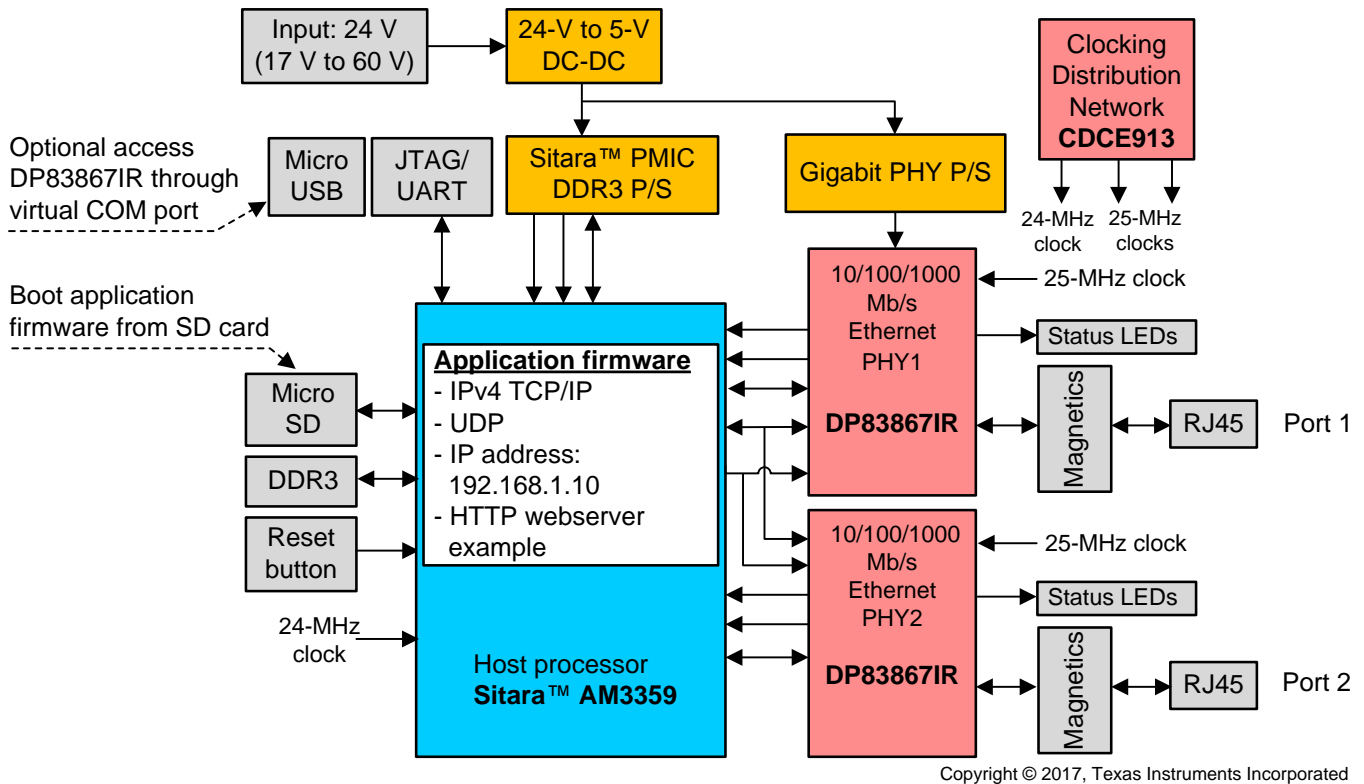 Input: 24 V
(17 V to 60 V)
24-V to 5-V
DC-DC
Clocking
Distribution
Network
CDCE913
Optional access
DP83867IR through
virtual COM port
Micro
USB
JTAG/
UART
Sitara™ PMIC
DDR3 P/S
Gigabit PHY P/S
24-MHz
clock
25-MHz
clocks
Boot application
firmware from SD card
10/100/1000
Mb/s
Ethernet
PHY1
DP83867IR
25-MHz clock
Status LEDs
Magnetics
RJ45
Port 1
Application firmware
- IPv4 TCP/IP
- UDP
- IP address:
192.168.1.10
- HTTP webserver
example
Micro
SD
DDR3
Reset
button
24-MHz
clock
Host processor
Sitara™ AM3359
10/100/1000
Mb/s
Ethernet
PHY2
DP83867IR
25-MHz clock
Status LEDs
Magnetics
RJ45
Port 2
Copyright © 2017, Texas Instruments Incorporated